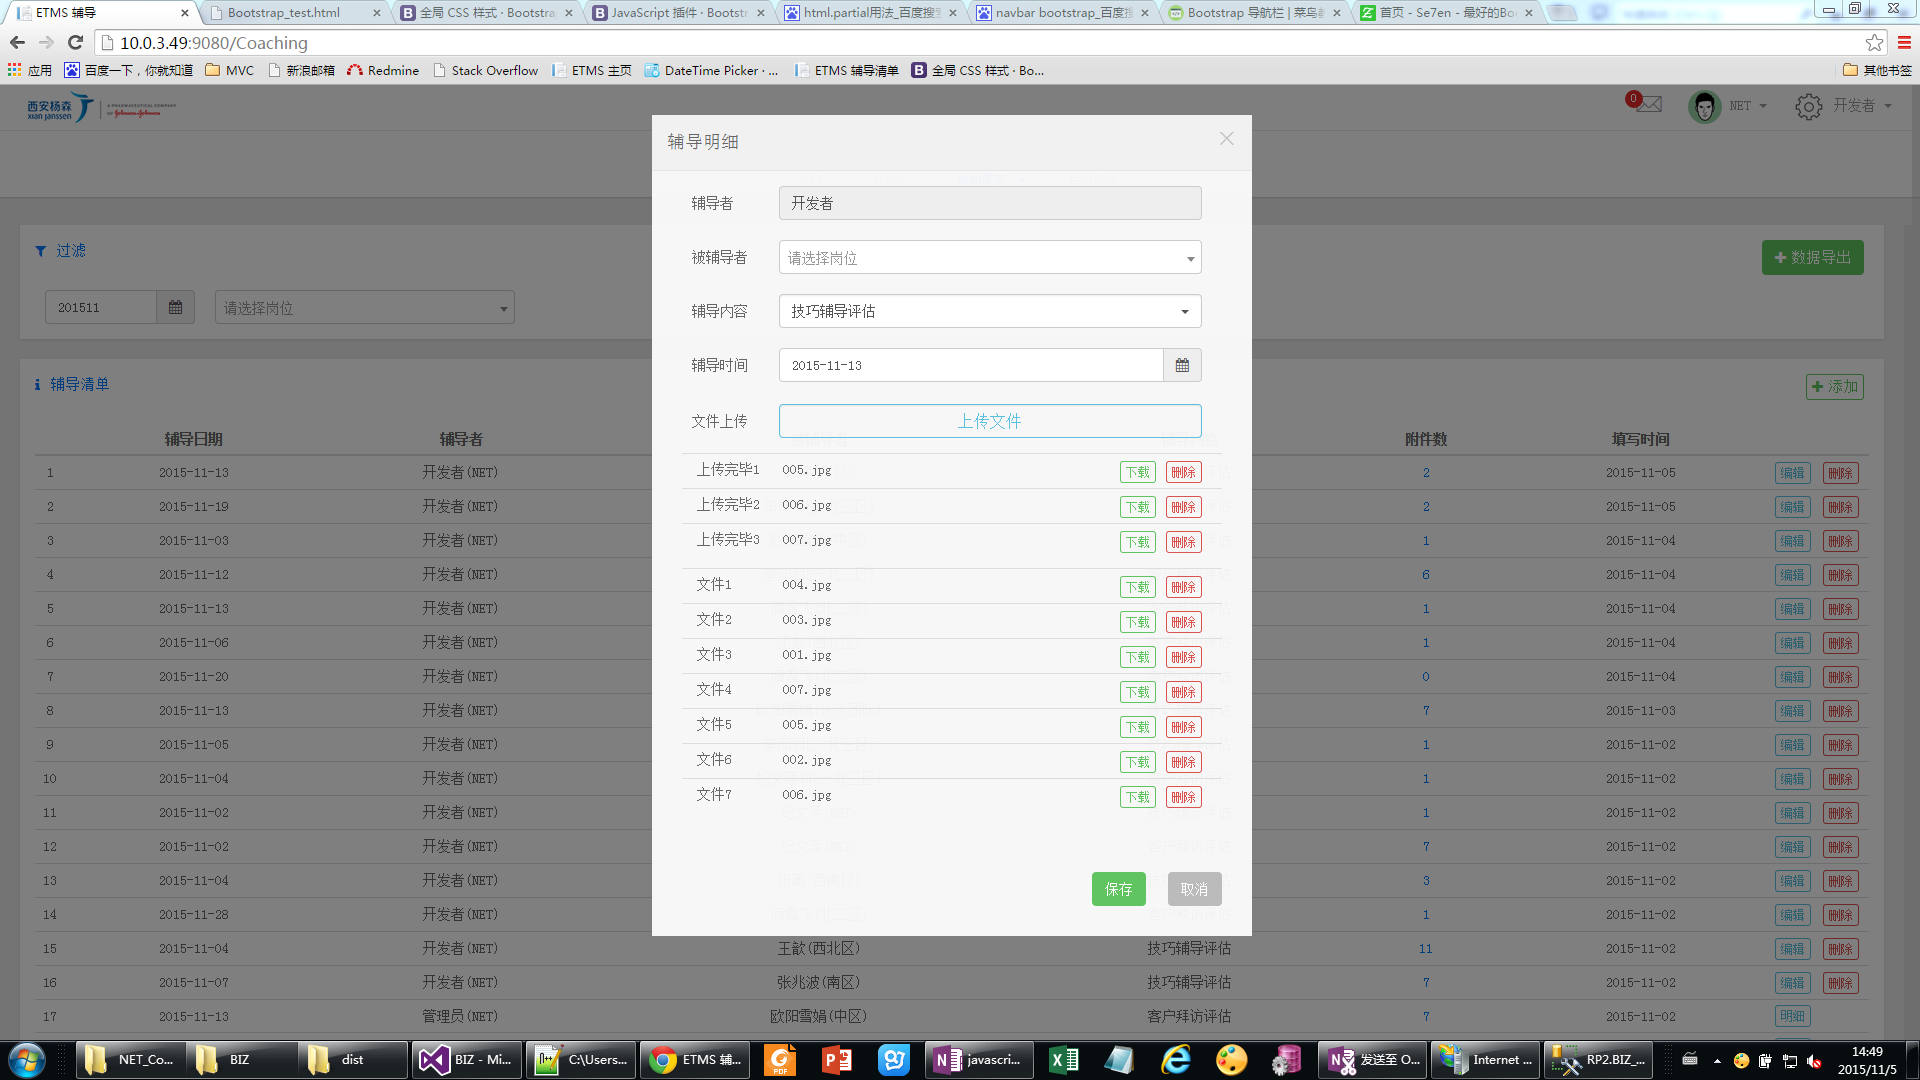 ETMS 辅导
Bootstrap_test.html
全局 CSS 样式 · Bootstra
JavaScript 插件 · Bootst
html.partial用法_百度搜
navbar bootstrap_百度搜
Bootstrap 导航栏 | 菜鸟
首页 - Se7en - 最好的Bo
10.0.3.49:9080/Coaching
应用 百度一下，你就知道 MVC 新浪邮箱 Redmine Stack Overflow ETMS 主页 DateTime Picker · ... ETMS 辅导清单 全局 CSS 样式 · Bo... 其他书签
西安杨森
xian janssen
A PHARMACEUTICAL COMPANY
OF Johnson & Johnson
0 NET 开发者
过滤
数据导出
201511 请选择岗位
辅导清单
添加
辅导日期 辅导者 附件数 填写时间
1 2015-11-13 开发者(NET) 2 2015-11-05 编辑 删除
2 2015-11-19 开发者(NET) 2 2015-11-05 编辑 删除
3 2015-11-03 开发者(NET) 1 2015-11-04 编辑 删除
4 2015-11-12 开发者(NET) 6 2015-11-04 编辑 删除
5 2015-11-13 开发者(NET) 1 2015-11-04 编辑 删除
6 2015-11-06 开发者(NET) 1 2015-11-04 编辑 删除
7 2015-11-20 开发者(NET) 0 2015-11-04 编辑 删除
8 2015-11-13 开发者(NET) 7 2015-11-03 编辑 删除
9 2015-11-05 开发者(NET) 1 2015-11-02 编辑 删除
10 2015-11-04 开发者(NET) 1 2015-11-02 编辑 删除
11 2015-11-02 开发者(NET) 1 2015-11-02 编辑 删除
12 2015-11-02 开发者(NET) 7 2015-11-02 编辑 删除
13 2015-11-04 开发者(NET) 3 2015-11-02 编辑 删除
14 2015-11-28 开发者(NET) 1 2015-11-02 编辑 删除
15 2015-11-04 开发者(NET) 王歆(西北区) 技巧辅导评估 11 2015-11-02 编辑 删除
16 2015-11-07 开发者(NET) 张兆波(南区) 技巧辅导评估 7 2015-11-02 编辑 删除
17 2015-11-13 管理员(NET) 欧阳雪娟(中区) 客户拜访评估 7 2015-11-02 明细
辅导明细
辅导者 开发者
被辅导者 请选择岗位
辅导内容 技巧辅导评估
辅导时间 2015-11-13
文件上传 上传文件
上传完毕1 005.jpg 下载 删除
上传完毕2 006.jpg 下载 删除
上传完毕3 007.jpg 下载 删除
文件1 004.jpg 下载 删除
文件2 003.jpg 下载 删除
文件3 001.jpg 下载 删除
文件4 007.jpg 下载 删除
文件5 005.jpg 下载 删除
文件6 002.jpg 下载 删除
文件7 006.jpg 下载 删除
保存 取消
NET_Co... BIZ dist BIZ - Mi... C:\Users... ETMS 辅... PDF javascri... 发送至 O... Internet ... RP2.BIZ_...
14:49
2015/11/5